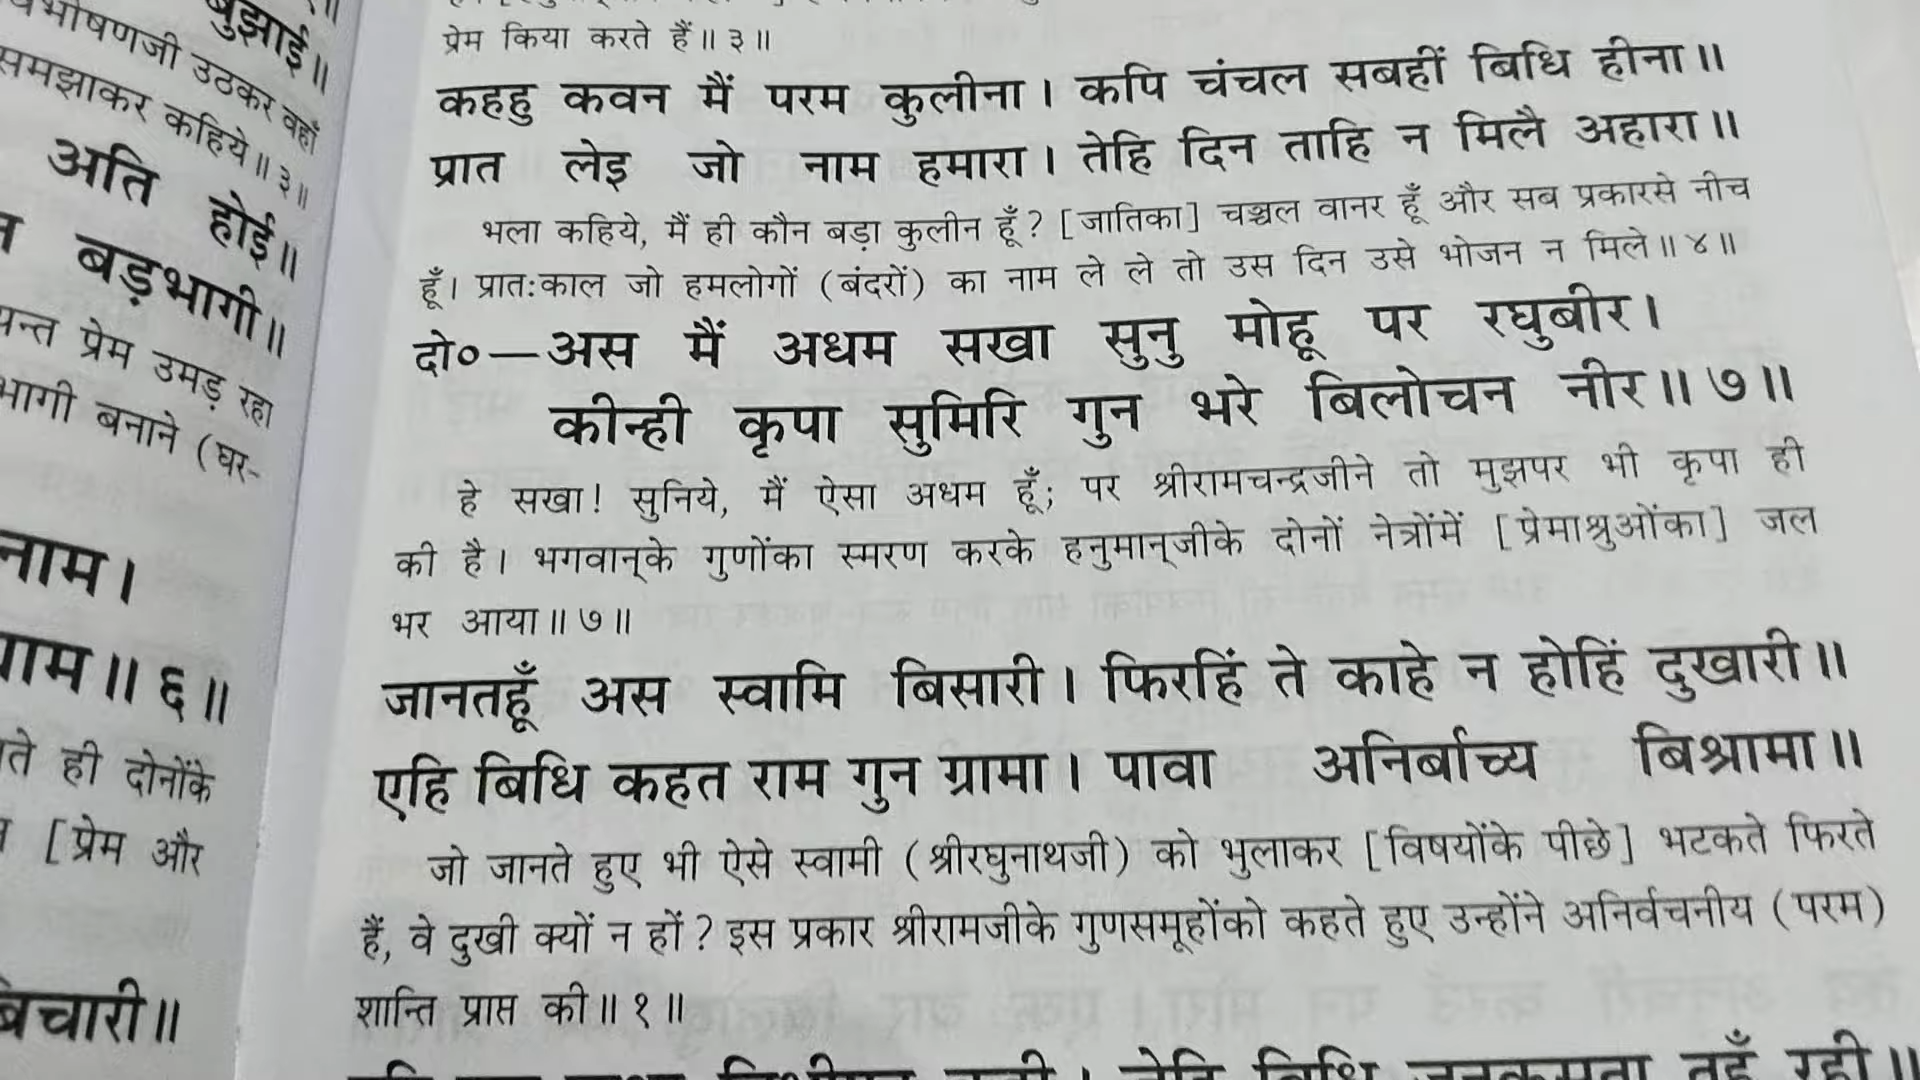 बुझाई॥
उठकर वहाँ
समझाकर कहिये॥३॥
अति होई॥
बड़भागी॥
प्रेम उमड़ रहा
बनाने (घर-
नाम।
॥६॥
ही दोनोंके
[प्रेम और
प्रेम किया करते हैं॥३॥
कहहु कवन मैं परम कुलीना। कपि चंचल सबहीं बिधि हीना॥
प्रात लेइ जो नाम हमारा। तेहि दिन ताहि न मिलै अहारा॥
भला कहिये, मैं ही कौन बड़ा कुलीन हूँ? [जातिका] चञ्चल वानर हूँ और सब प्रकारसे नीच
हूँ। प्रातःकाल जो हमलोगों (बंदरों) का नाम ले ले तो उस दिन उसे भोजन न मिले॥४॥
दो०—अस मैं अधम सखा सुनु मोहू पर रघुबीर।
कीन्ही कृपा सुमिरि गुन भरे बिलोचन नीर॥७॥
हे सखा! सुनिये, मैं ऐसा अधम हूँ; पर श्रीरामचन्द्रजीने तो मुझपर भी कृपा ही
की है। भगवान्‌के गुणोंका स्मरण करके हनुमान्‌जीके दोनों नेत्रोंमें [प्रेमाश्रुओंका] जल
भर आया॥७॥
जानतहूँ अस स्वामि बिसारी। फिरहिं ते काहे न होहिं दुखारी॥
एहि बिधि कहत राम गुन ग्रामा। पावा अनिर्बाच्य बिश्रामा॥
जो जानते हुए भी ऐसे स्वामी (श्रीरघुनाथजी) को भुलाकर [विषयोंके पीछे] भटकते फिरते
हैं, वे दुखी क्यों न हों? इस प्रकार श्रीरामजीके गुणसमूहोंको कहते हुए उन्होंने अनिर्वचनीय (परम)
शान्ति प्राप्त की॥१॥